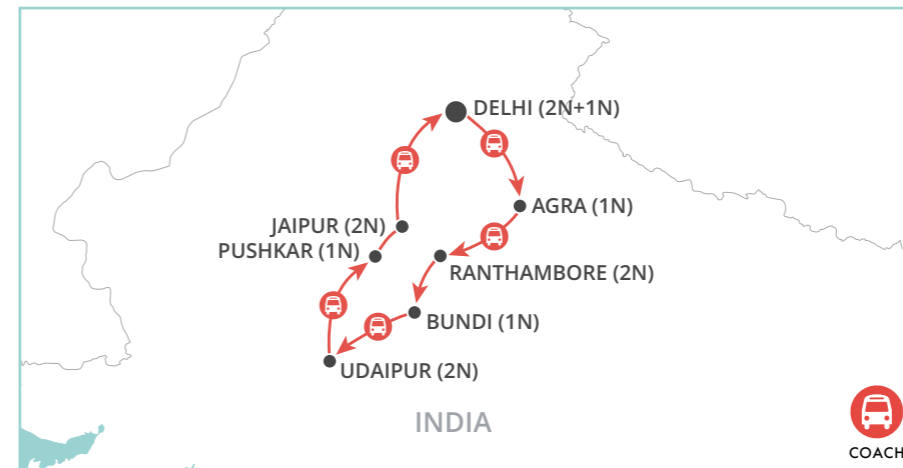 DELHI (2N+1N)
AGRA (1N)
JAIPUR (2N)
PUSHKAR (1N)
RANTHAMBORE (2N)
BUNDI (1N)
UDAIPUR (2N)
INDIA
COACH